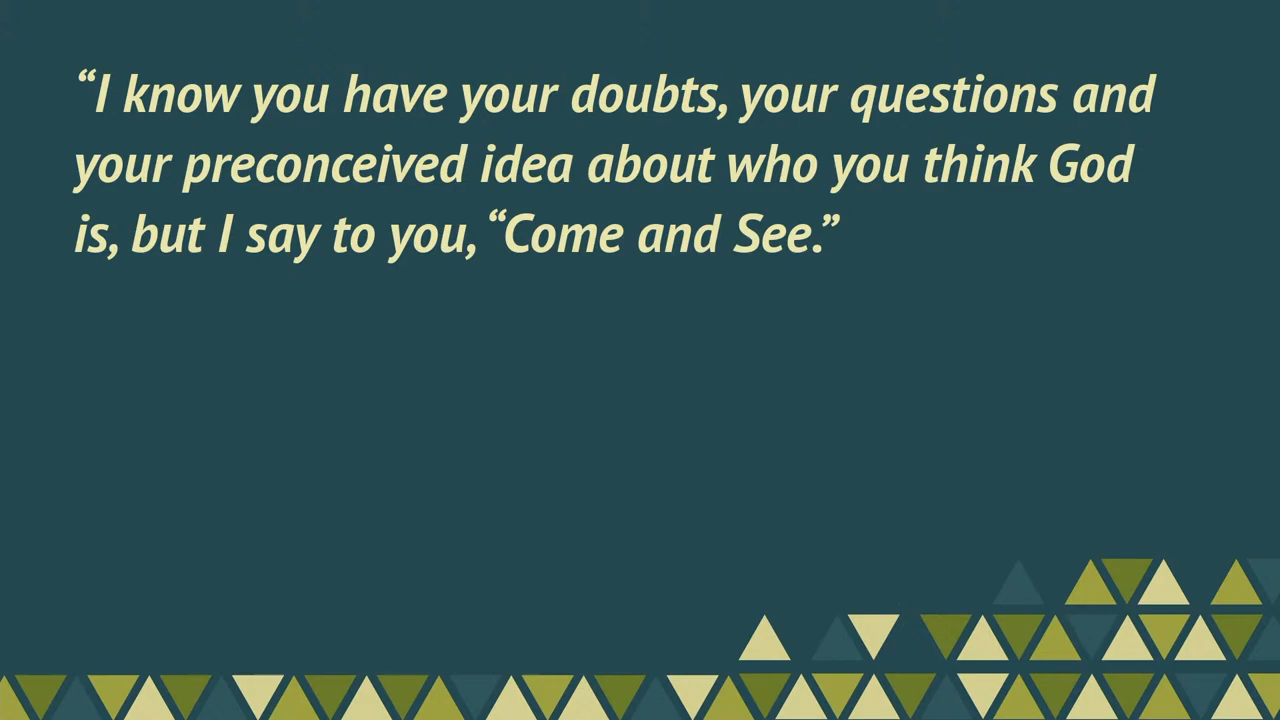 “I know you have your doubts, your questions and
your preconceived idea about who you think God
is, but I say to you, “Come and See.”